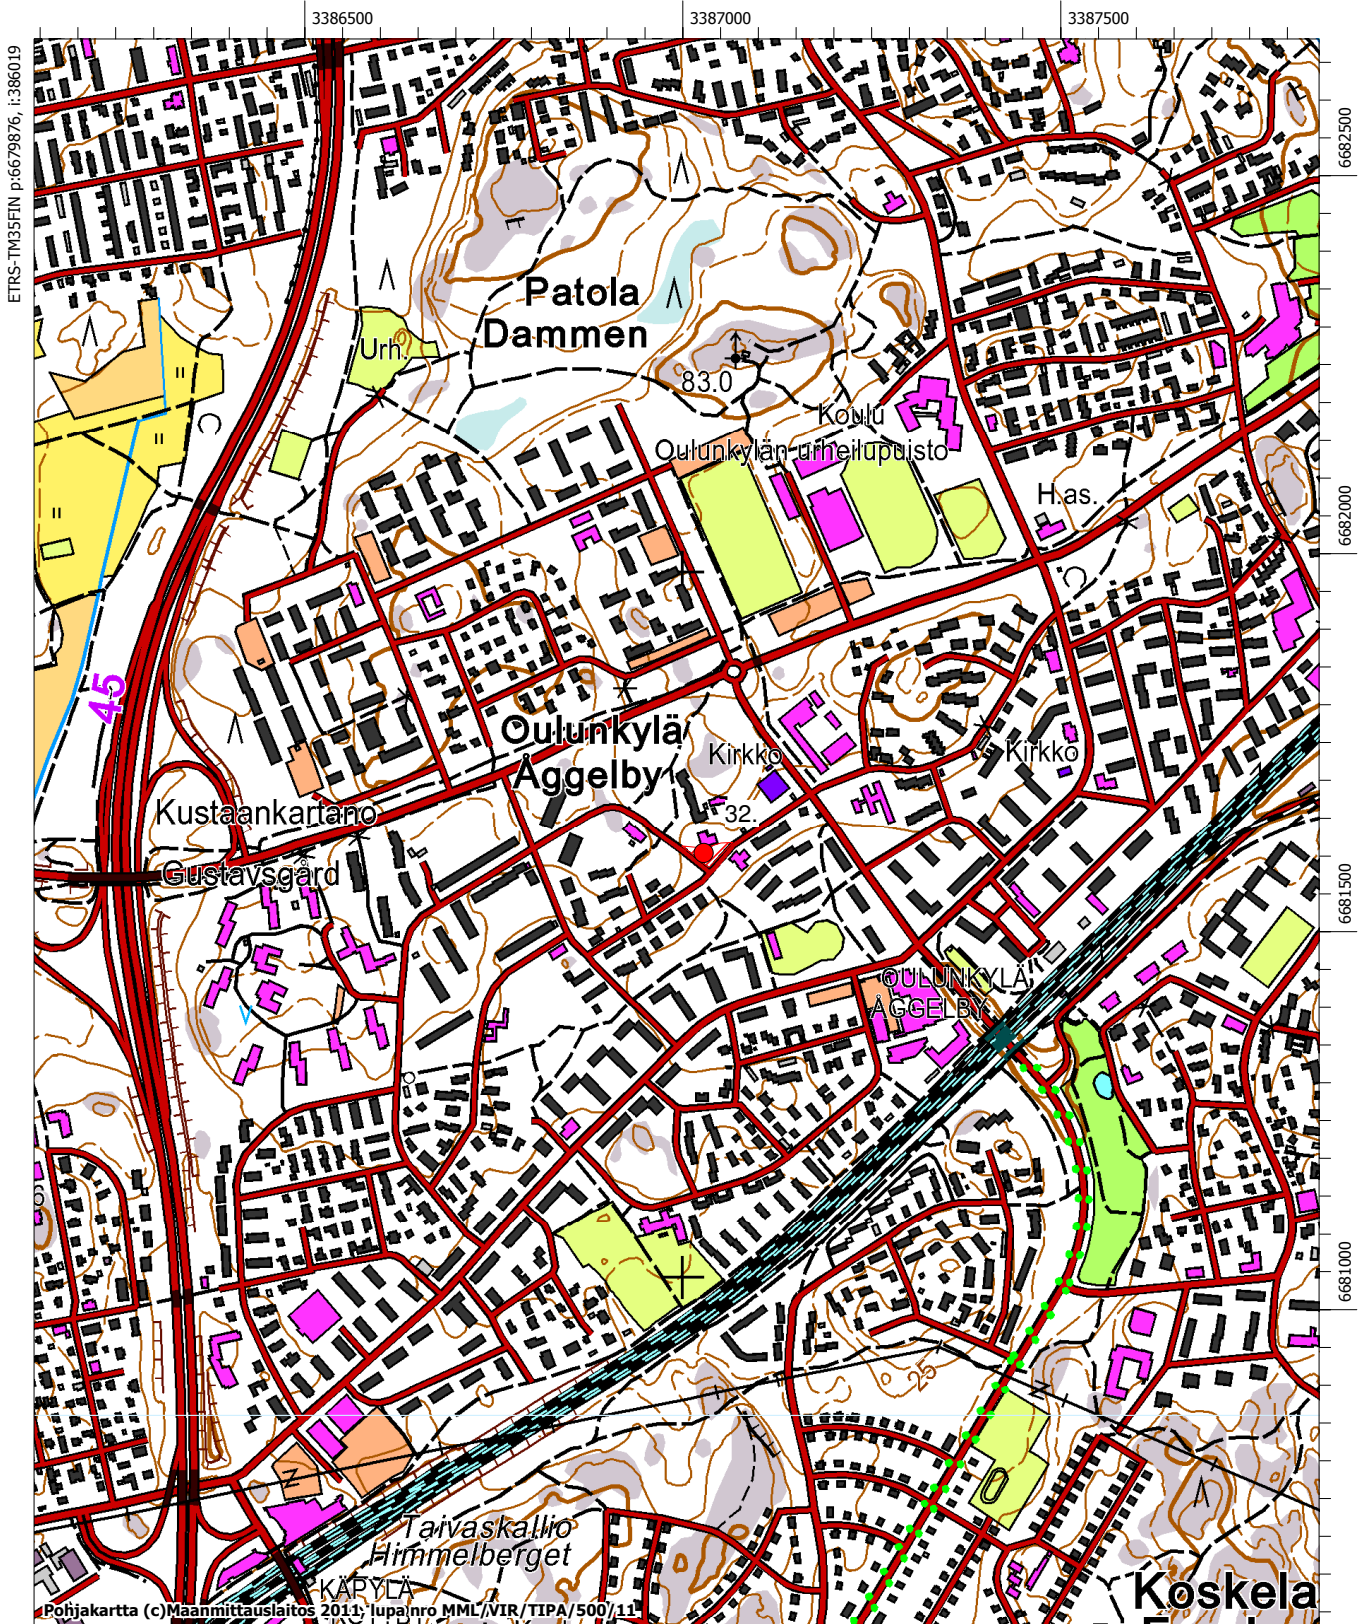 3386500
3387000
3387500
ETRS-TM35FIN p:6679876, i:386019
6682500
Patola
Dammen
Urh.
83.0
Koulu
Oulunkylän urheilupuisto
H.as.
6682000
45
Oulunkylä
Åggelby
Kirkko
Kirkko
Kustaankartano
32.
Gustavsgård
6681500
OULUNKYLÄ
ÅGGELBY
6681000
25
Taivaskallio
Himmelberget
KÄPYLÄ
Koskela
Pohjakartta (c)Maanmittauslaitos 2011; lupa nro MML/VIR/TIPA/500/11